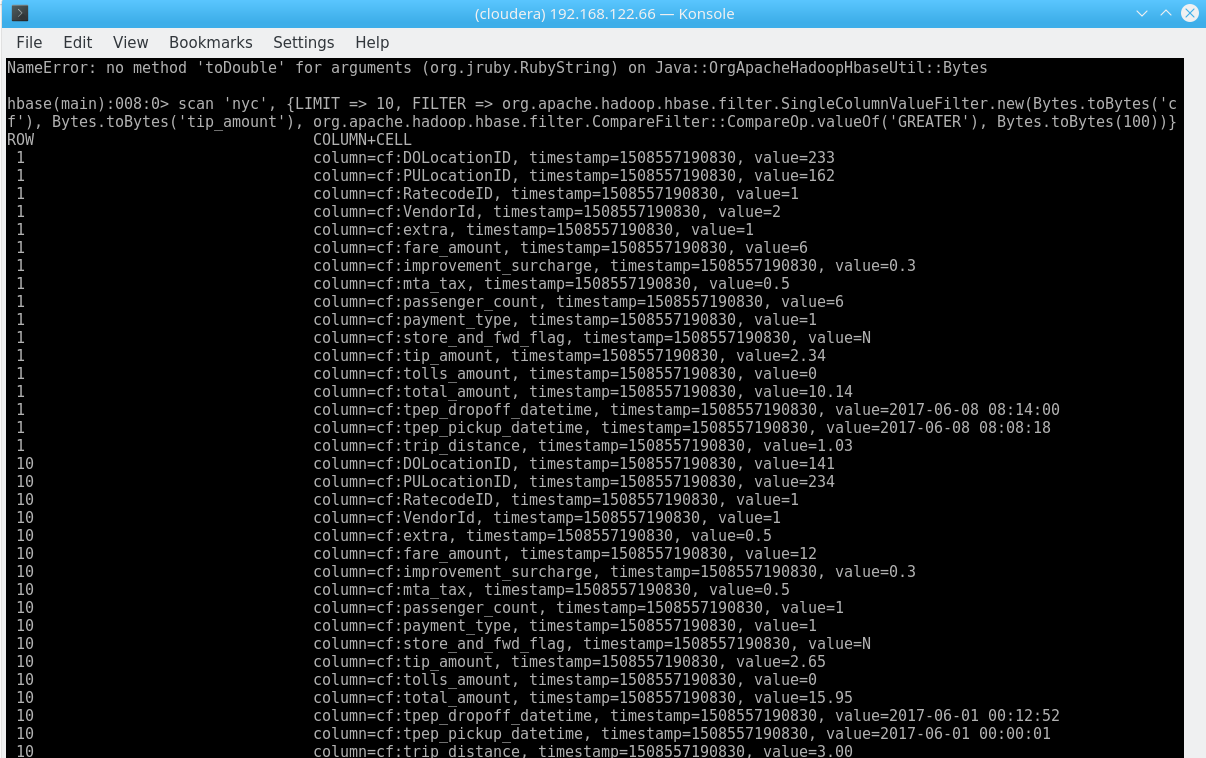 (cloudera) 192.168.122.66 — Konsole
File Edit View Bookmarks Settings Help
NameError: no method 'toDouble' for arguments (org.jruby.RubyString) on Java::OrgApacheHadoopHbaseUtil::Bytes
hbase(main):008:0> scan 'nyc', {LIMIT => 10, FILTER => org.apache.hadoop.hbase.filter.SingleColumnValueFilter.new(Bytes.toBytes('c
f'), Bytes.toBytes('tip_amount'), org.apache.hadoop.hbase.filter.CompareFilter::CompareOp.valueOf('GREATER'), Bytes.toBytes(100))}
ROW COLUMN+CELL
1 column=cf:DOLocationID, timestamp=1508557190830, value=233
1 column=cf:PULocationID, timestamp=1508557190830, value=162
1 column=cf:RatecodeID, timestamp=1508557190830, value=1
1 column=cf:VendorId, timestamp=1508557190830, value=2
1 column=cf:extra, timestamp=1508557190830, value=1
1 column=cf:fare_amount, timestamp=1508557190830, value=6
1 column=cf:improvement_surcharge, timestamp=1508557190830, value=0.3
1 column=cf:mta_tax, timestamp=1508557190830, value=0.5
1 column=cf:passenger_count, timestamp=1508557190830, value=6
1 column=cf:payment_type, timestamp=1508557190830, value=1
1 column=cf:store_and_fwd_flag, timestamp=1508557190830, value=N
1 column=cf:tip_amount, timestamp=1508557190830, value=2.34
1 column=cf:tolls_amount, timestamp=1508557190830, value=0
1 column=cf:total_amount, timestamp=1508557190830, value=10.14
1 column=cf:tpep_dropoff_datetime, timestamp=1508557190830, value=2017-06-08 08:14:00
1 column=cf:tpep_pickup_datetime, timestamp=1508557190830, value=2017-06-08 08:08:18
1 column=cf:trip_distance, timestamp=1508557190830, value=1.03
10 column=cf:DOLocationID, timestamp=1508557190830, value=141
10 column=cf:PULocationID, timestamp=1508557190830, value=234
10 column=cf:RatecodeID, timestamp=1508557190830, value=1
10 column=cf:VendorId, timestamp=1508557190830, value=1
10 column=cf:extra, timestamp=1508557190830, value=0.5
10 column=cf:fare_amount, timestamp=1508557190830, value=12
10 column=cf:improvement_surcharge, timestamp=1508557190830, value=0.3
10 column=cf:mta_tax, timestamp=1508557190830, value=0.5
10 column=cf:passenger_count, timestamp=1508557190830, value=1
10 column=cf:payment_type, timestamp=1508557190830, value=1
10 column=cf:store_and_fwd_flag, timestamp=1508557190830, value=N
10 column=cf:tip_amount, timestamp=1508557190830, value=2.65
10 column=cf:tolls_amount, timestamp=1508557190830, value=0
10 column=cf:total_amount, timestamp=1508557190830, value=15.95
10 column=cf:tpep_dropoff_datetime, timestamp=1508557190830, value=2017-06-01 00:12:52
10 column=cf:tpep_pickup_datetime, timestamp=1508557190830, value=2017-06-01 00:00:01
10 column=cf:trip_distance, timestamp=1508557190830, value=3.00